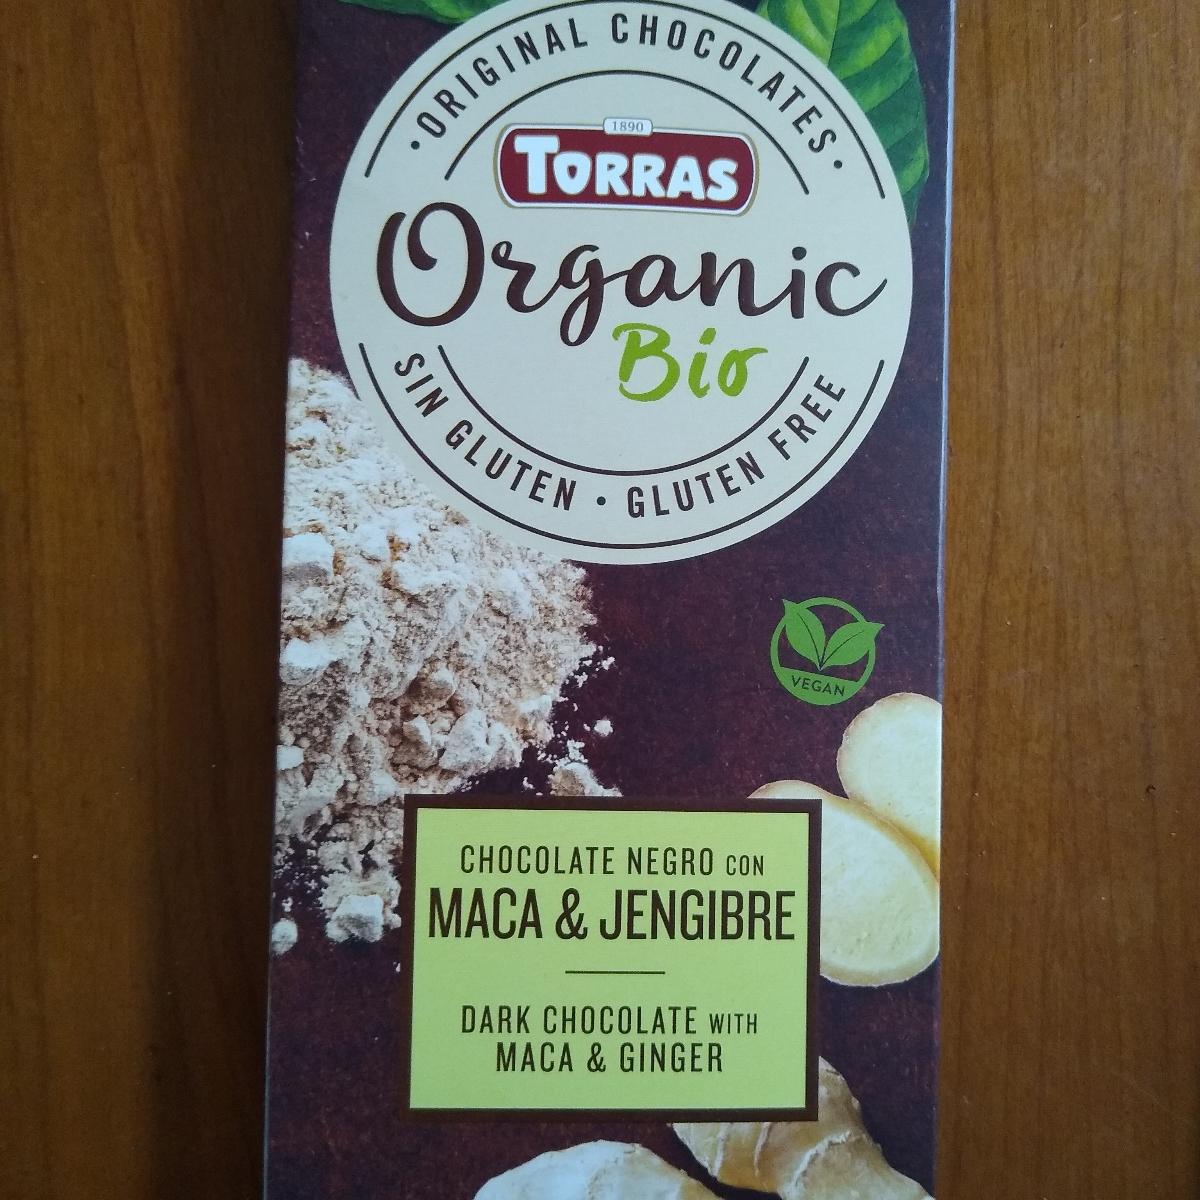 ·ORIGINAL CHOCOLATES·
1890
TORRAS
Organic
Bio
SIN GLUTEN · GLUTEN FREE
VEGAN
CHOCOLATE NEGRO CON
MACA & JENGIBRE
DARK CHOCOLATE WITH
MACA & GINGER